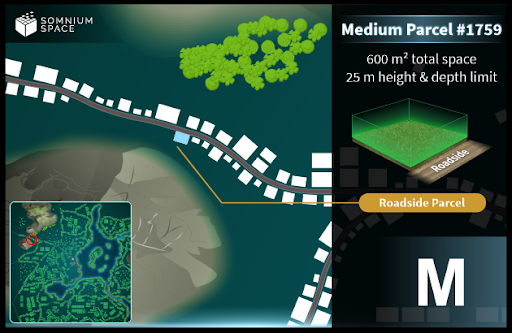 SOMNIUM
SPACE
Medium Parcel #1759
600 m² total space
25 m height & depth limit
Roadside
Roadside Parcel
M